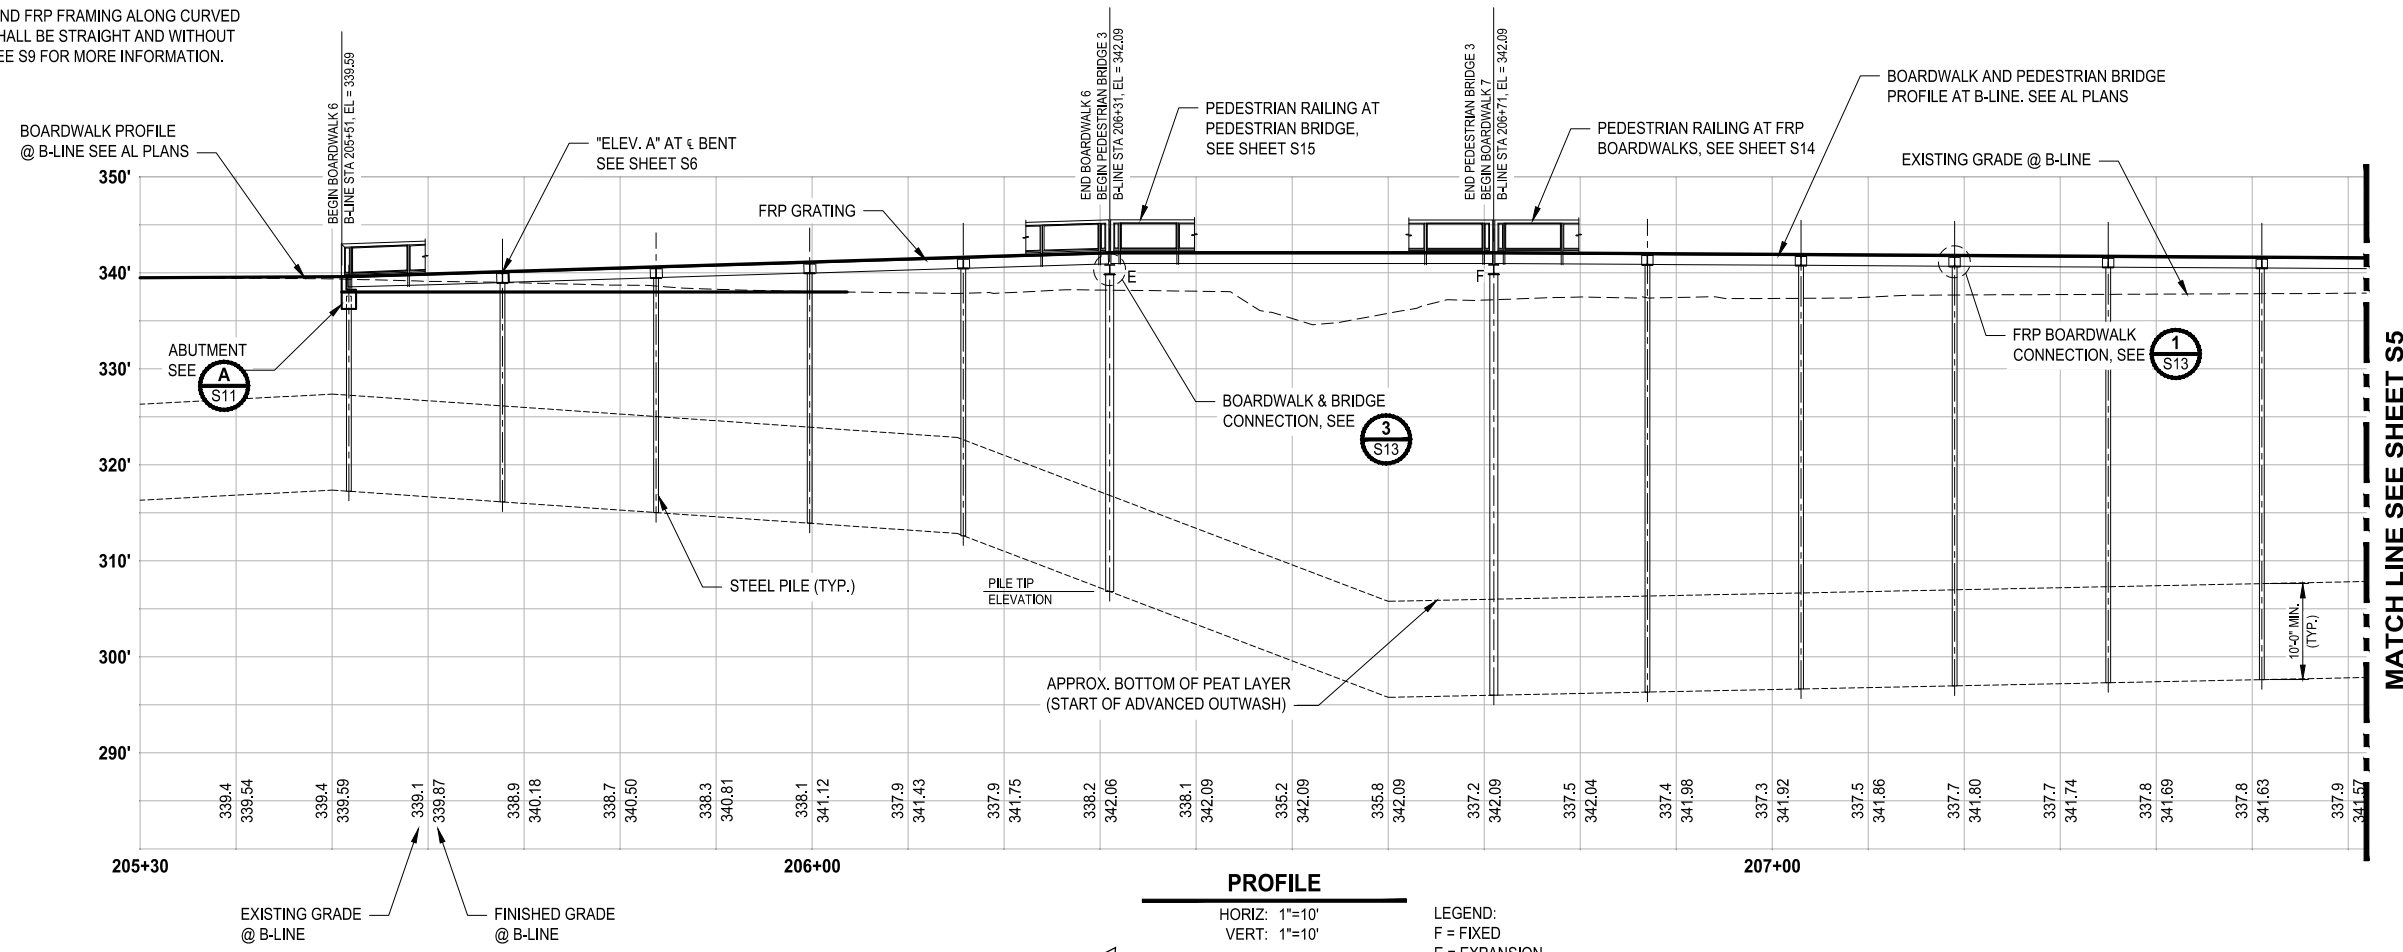 ND FRP FRAMING ALONG CURVED
HALL BE STRAIGHT AND WITHOUT
EE S9 FOR MORE INFORMATION.
BOARDWALK PROFILE
@ B-LINE SEE AL PLANS
BEGIN BOARDWALK 6
B-LINE STA 205+51, EL = 339.59
"ELEV. A" AT ℄ BENT
SEE SHEET S6
FRP GRATING
END BOARDWALK 6
BEGIN PEDESTRIAN BRIDGE 3
B-LINE STA 206+31, EL = 342.09
PEDESTRIAN RAILING AT
PEDESTRIAN BRIDGE,
SEE SHEET S15
END PEDESTRIAN BRIDGE 3
BEGIN BOARDWALK 7
B-LINE STA 206+71, EL = 342.09
PEDESTRIAN RAILING AT FRP
BOARDWALKS, SEE SHEET S14
BOARDWALK AND PEDESTRIAN BRIDGE
PROFILE AT B-LINE. SEE AL PLANS
EXISTING GRADE @ B-LINE
350'
340'
330'
320'
310'
300'
290'
E
F
ABUTMENT
SEE
A
S11
BOARDWALK & BRIDGE
CONNECTION, SEE
3
S13
FRP BOARDWALK
CONNECTION, SEE
1
S13
STEEL PILE (TYP.)
PILE TIP
ELEVATION
APPROX. BOTTOM OF PEAT LAYER
(START OF ADVANCED OUTWASH)
10'-0" MIN.
(TYP.)
MATCH LINE SEE SHEET S5
339.4
339.54
339.4
339.59
339.1
339.87
338.9
340.18
338.7
340.50
338.3
340.81
338.1
341.12
337.9
341.43
337.9
341.75
338.2
342.06
338.1
342.09
335.2
342.09
335.8
342.09
337.2
342.09
337.5
342.04
337.4
341.98
337.3
341.92
337.5
341.86
337.7
341.80
337.7
341.74
337.8
341.69
337.8
341.63
337.9
341.57
205+30
206+00
207+00
EXISTING GRADE
@ B-LINE
FINISHED GRADE
@ B-LINE
PROFILE
HORIZ: 1"=10'
VERT: 1"=10'
LEGEND:
F = FIXED
E = EXPANSION